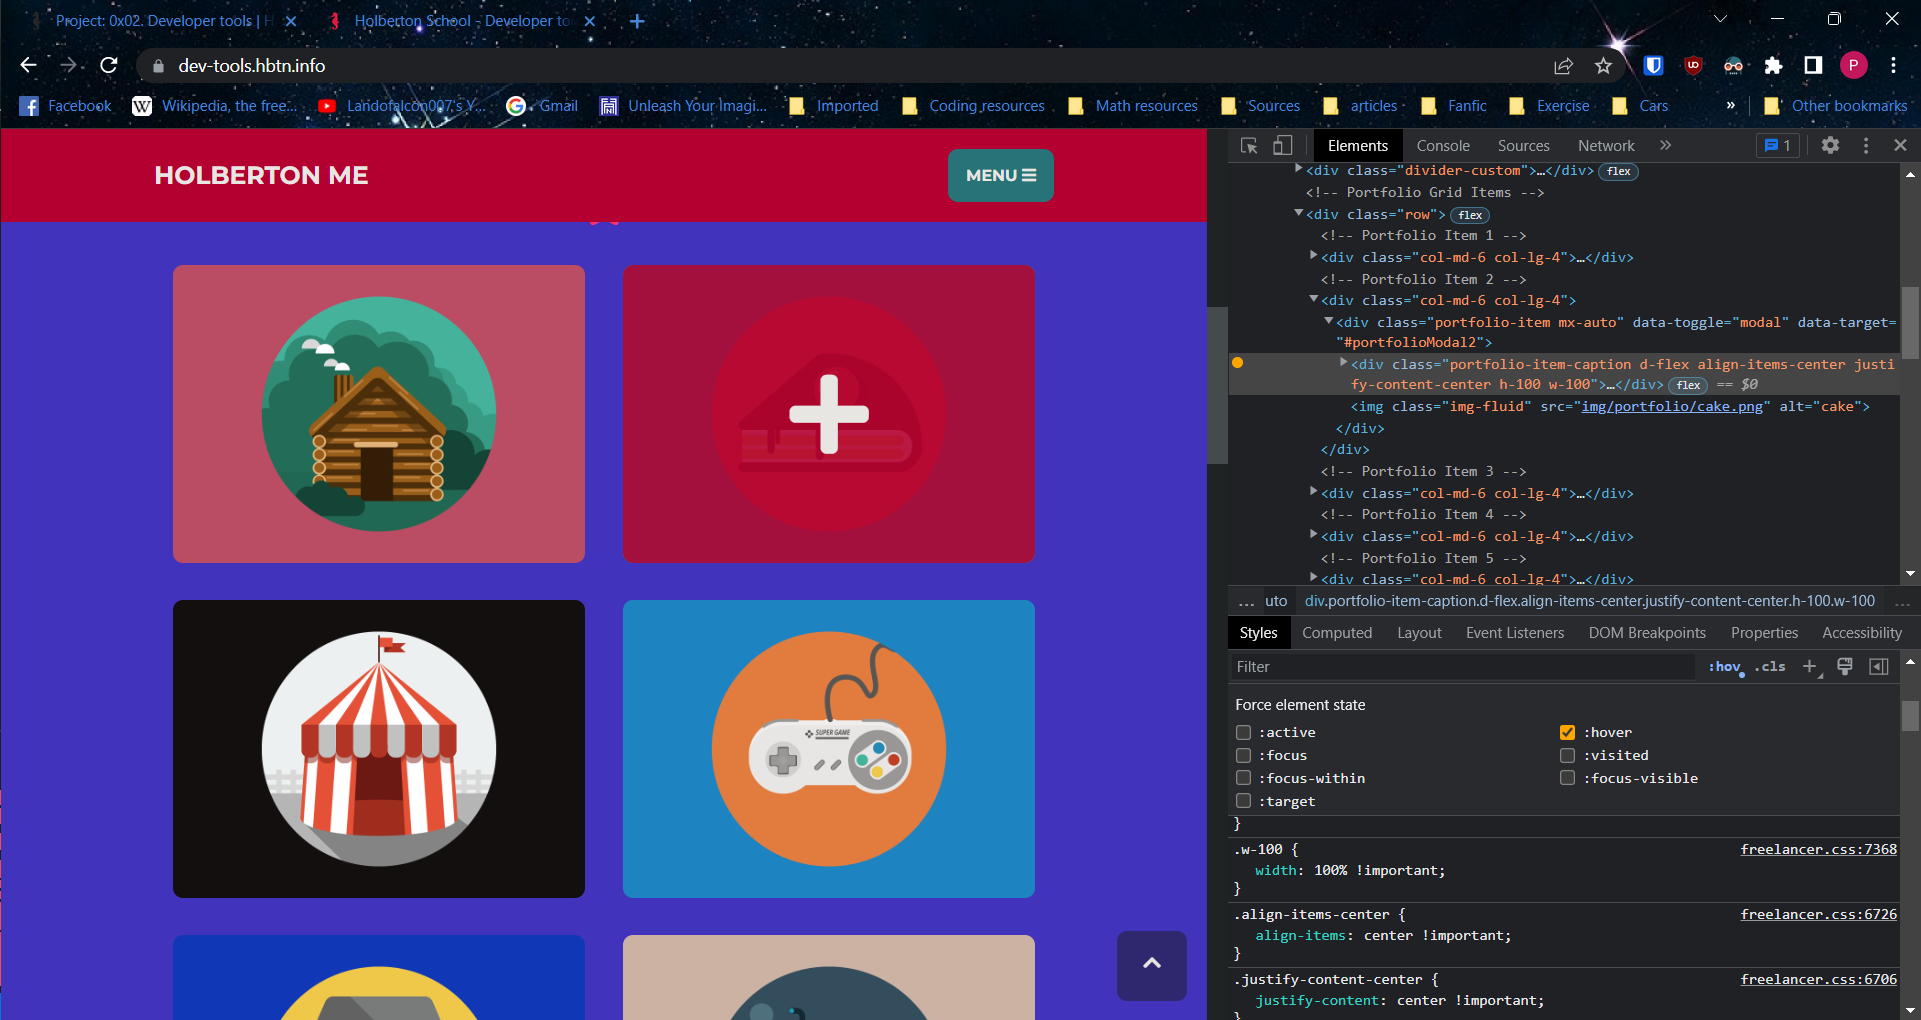 Project: 0x02. Developer tools | H
Holberton School - Developer to
dev-tools.hbtn.info
P
Facebook
W
Wikipedia, the free...
Landofalcon007's Y...
G
Gmail
Unleash Your Imagi...
Imported
Coding resources
Math resources
Sources
articles
Fanfic
Exercise
Cars
»
Other bookmarks
HOLBERTON ME
MENU
SUPER GAME
Elements
Console
Sources
Network
»
1
<div class="divider-custom">…</div> flex
<!-- Portfolio Grid Items -->
<div class="row"> flex
<!-- Portfolio Item 1 -->
<div class="col-md-6 col-lg-4">…</div>
<!-- Portfolio Item 2 -->
<div class="col-md-6 col-lg-4">
<div class="portfolio-item mx-auto" data-toggle="modal" data-target=
"#portfolioModal2">
<div class="portfolio-item-caption d-flex align-items-center justi
fy-content-center h-100 w-100">…</div> flex == $0
<img class="img-fluid" src="img/portfolio/cake.png" alt="cake">
</div>
</div>
<!-- Portfolio Item 3 -->
<div class="col-md-6 col-lg-4">…</div>
<!-- Portfolio Item 4 -->
<div class="col-md-6 col-lg-4">…</div>
<!-- Portfolio Item 5 -->
<div class="col-md-6 col-lg-4">…</div>
... uto div.portfolio-item-caption.d-flex.align-items-center.justify-content-center.h-100.w-100 ...
Styles
Computed
Layout
Event Listeners
DOM Breakpoints
Properties
Accessibility
Filter
:hov
.cls
Force element state
:active
:hover
:focus
:visited
:focus-within
:focus-visible
:target
}
.w-100 { freelancer.css:7368
width: 100% !important;
}
.align-items-center { freelancer.css:6726
align-items: center !important;
}
.justify-content-center { freelancer.css:6706
justify-content: center !important;
}